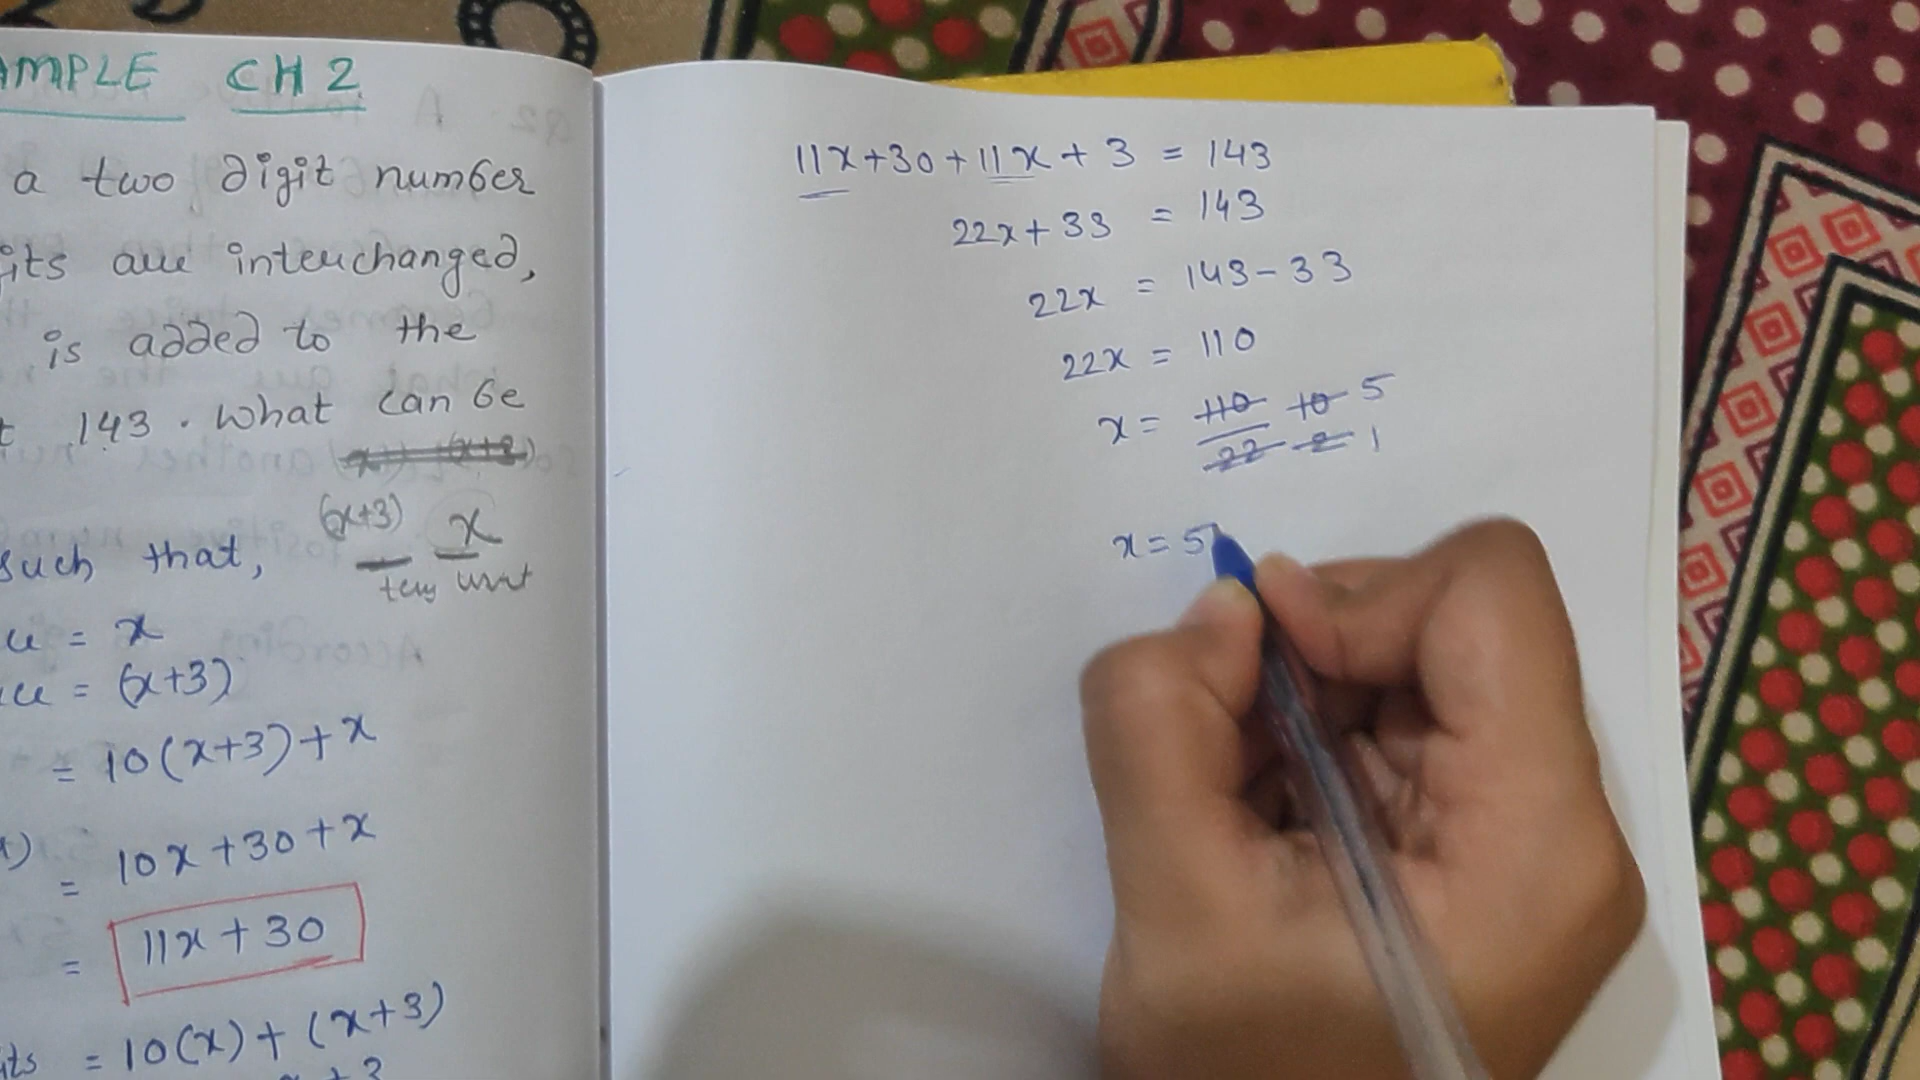 AMPLE CH 2
a two digit number
its are interchanged,
is added to the
143. What can be
(x+3) x
such that,
tens unit
= x
= (x+3)
= 10(x+3)+x
= 10x+30+x
= 11x+30
its = 10(x)+(x+3)
11x+30+11x+3 = 143
22x+33 = 143
22x = 143-33
22x = 110
x = 110 10 5
22 2 1
x = 5